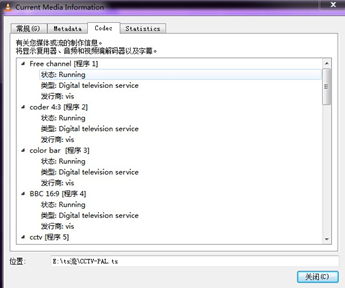 Current Media Information
常规(G) Metadata Codec Statistics
有关您媒体或流的制作信息。
将显示复用器、音频和视频编解码器以及字幕。
Free channel [程序 1]
状态: Running
类型: Digital television service
发行商: vis
coder 4:3 [程序 2]
状态: Running
类型: Digital television service
发行商: vis
color bar [程序 3]
状态: Running
类型: Digital television service
发行商: vis
BBC 16:9 [程序 4]
状态: Running
类型: Digital television service
发行商: vis
cctv [程序 5]
位置: E:\ts流\CCTV-PAL.ts
关闭(C)